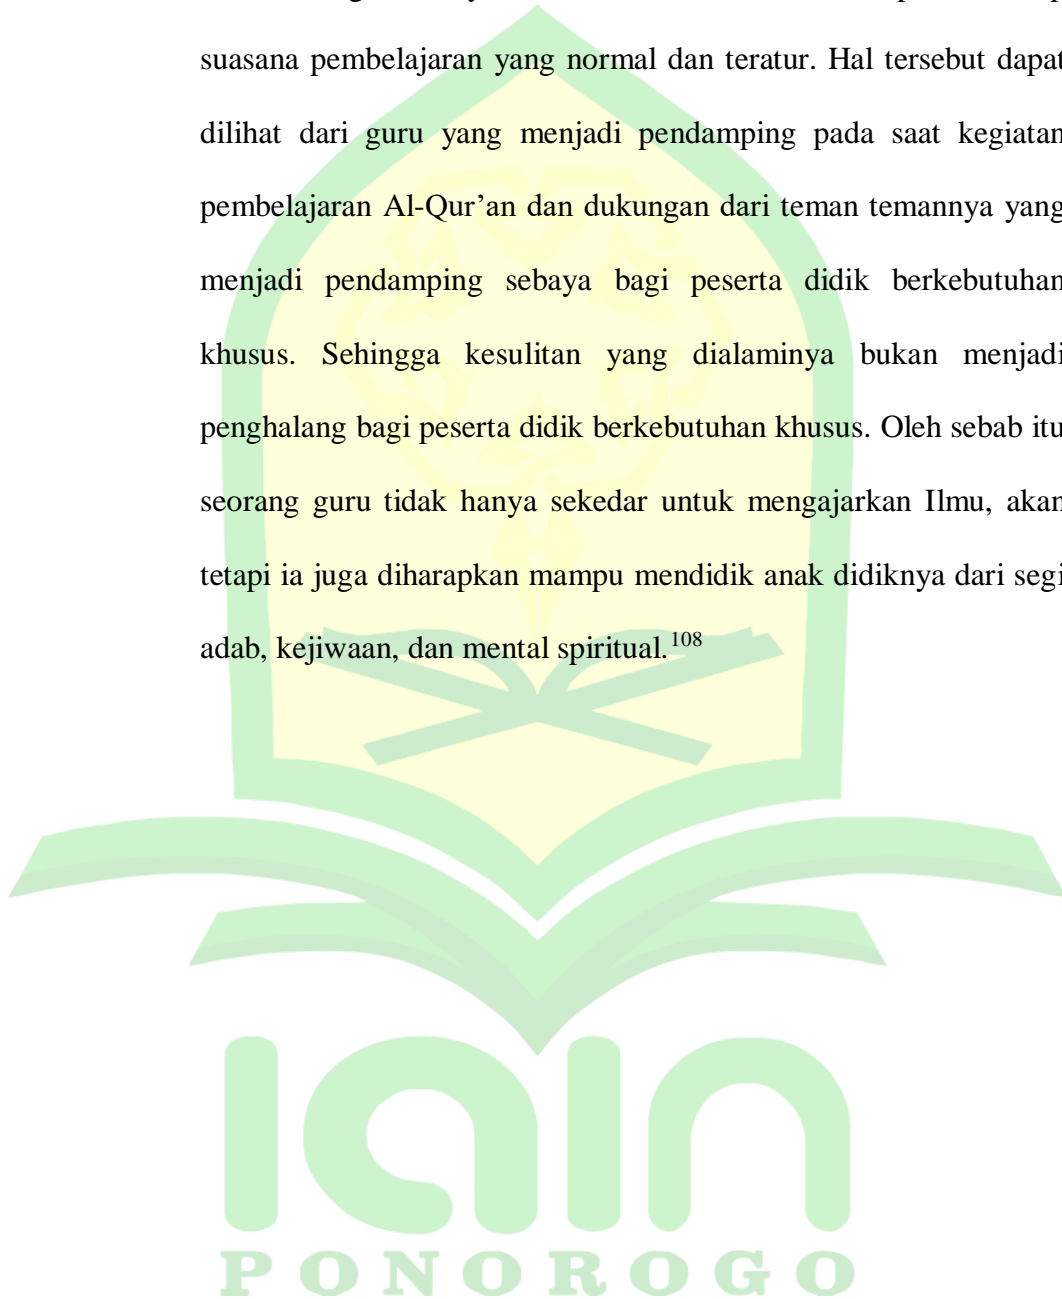 suasana pembelajaran yang normal dan teratur. Hal tersebut dapat
dilihat dari guru yang menjadi pendamping pada saat kegiatan
pembelajaran Al-Qur’an dan dukungan dari teman temannya yang
menjadi pendamping sebaya bagi peserta didik berkebutuhan
khusus. Sehingga kesulitan yang dialaminya bukan menjadi
penghalang bagi peserta didik berkebutuhan khusus. Oleh sebab itu
seorang guru tidak hanya sekedar untuk mengajarkan Ilmu, akan
tetapi ia juga diharapkan mampu mendidik anak didiknya dari segi
adab, kejiwaan, dan mental spiritual.108
IAIN
PONOROGO